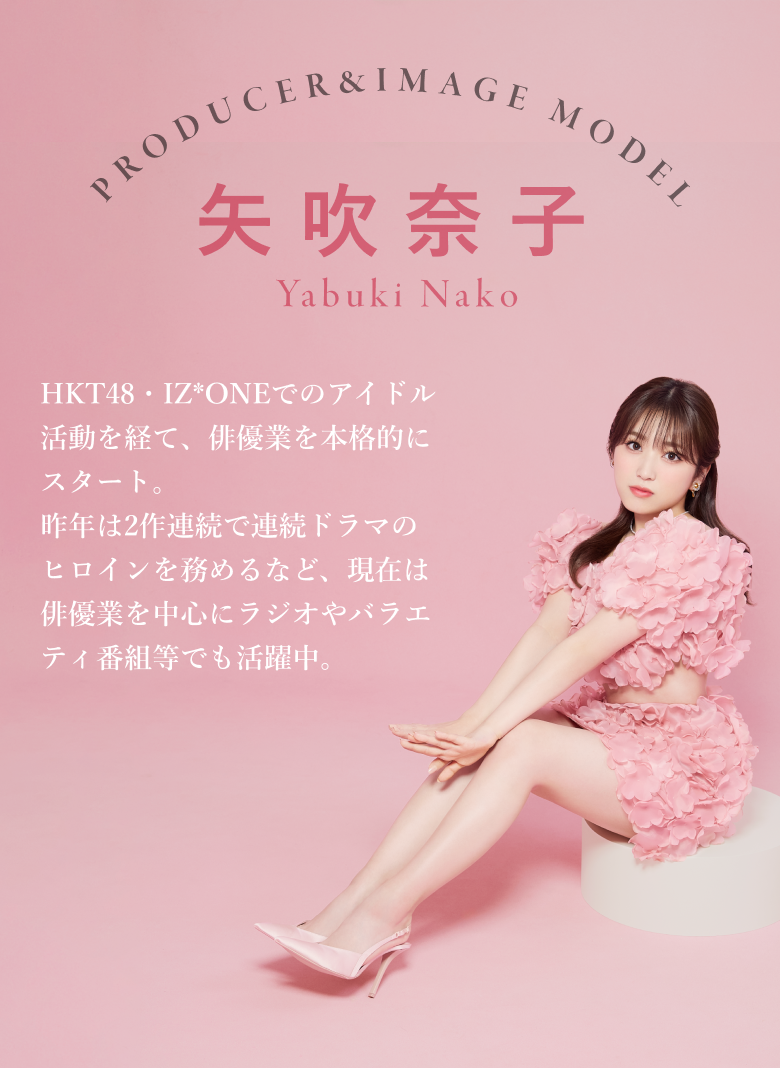 PRODUCER&IMAGE MODEL
矢吹奈子
Yabuki Nako
HKT48・IZ*ONEでのアイドル
活動を経て、俳優業を本格的に
スタート。
昨年は2作連続で連続ドラマの
ヒロインを務めるなど、現在は
俳優業を中心にラジオやバラエ
ティ番組等でも活躍中。